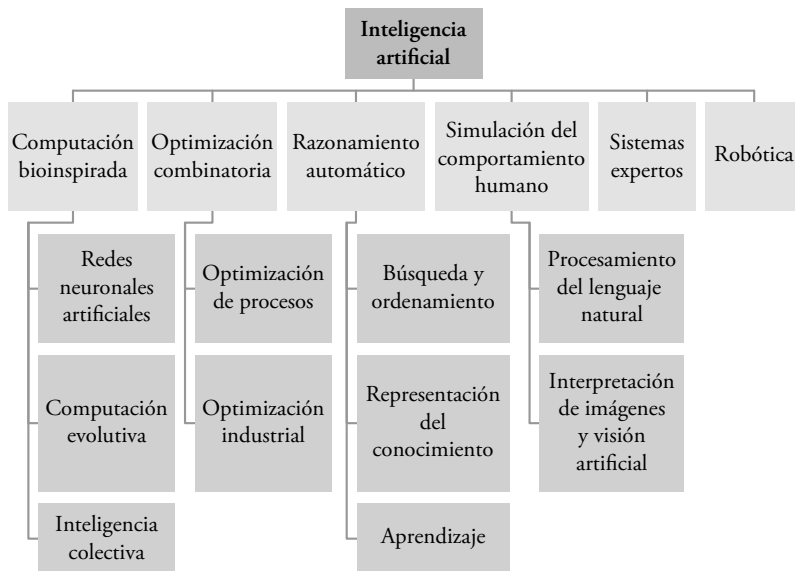 Inteligencia
artificial
Computación
bioinspirada
Optimización
combinatoria
Razonamiento
automático
Simulación del
comportamiento
humano
Sistemas
expertos
Robótica
Redes
neuronales
artificiales
Optimización
de procesos
Búsqueda y
ordenamiento
Procesamiento
del lenguaje
natural
Computación
evolutiva
Optimización
industrial
Representación
del
conocimiento
Interpretación
de imágenes
y visión
artificial
Inteligencia
colectiva
Aprendizaje